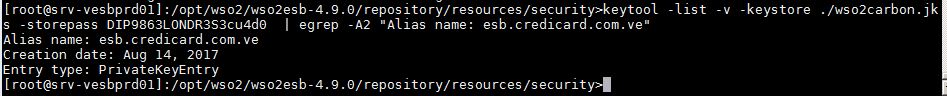 [root@srv-vesbprd01]:/opt/wso2/wso2esb-4.9.0/repository/resources/security>keytool -list -v -keystore ./wso2carbon.jk
s -storepass DIP9863LONDR3S3cu4d0  | egrep -A2 "Alias name: esb.credicard.com.ve"
Alias name: esb.credicard.com.ve
Creation date: Aug 14, 2017
Entry type: PrivateKeyEntry
[root@srv-vesbprd01]:/opt/wso2/wso2esb-4.9.0/repository/resources/security>